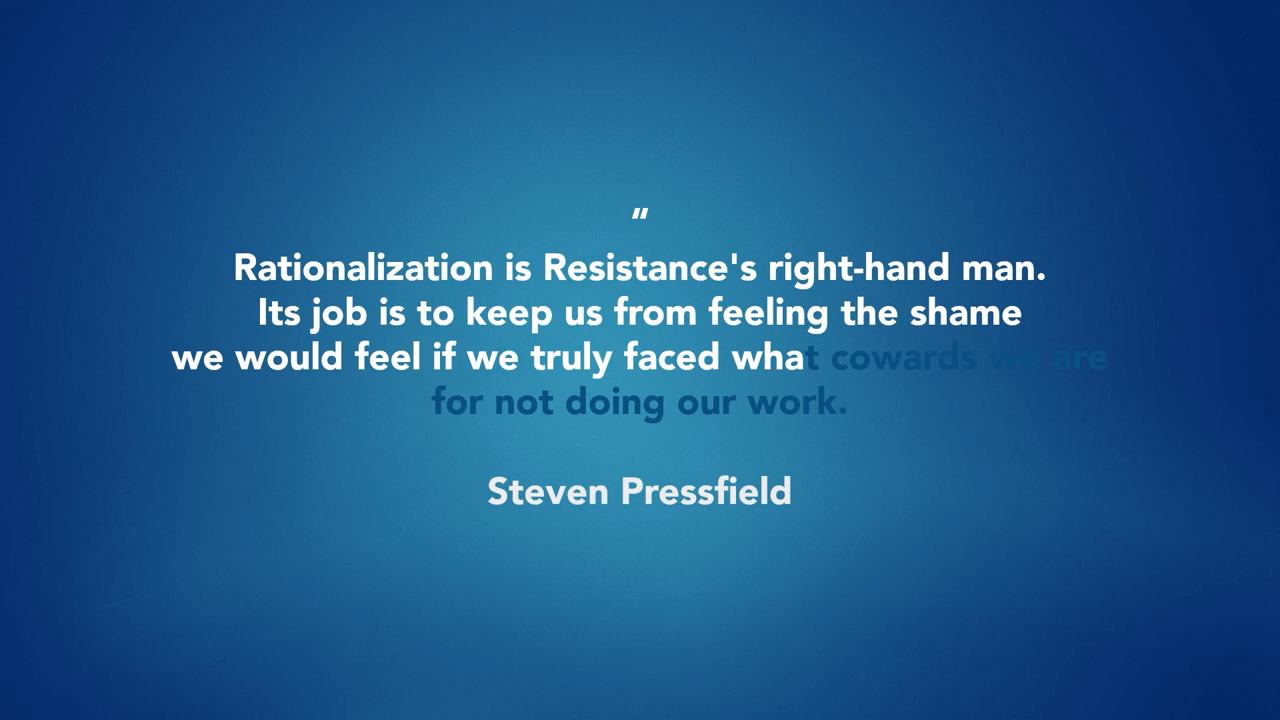 "
Rationalization is Resistance's right-hand man.
Its job is to keep us from feeling the shame
we would feel if we truly faced what cowards we are
for not doing our work.
Steven Pressfield